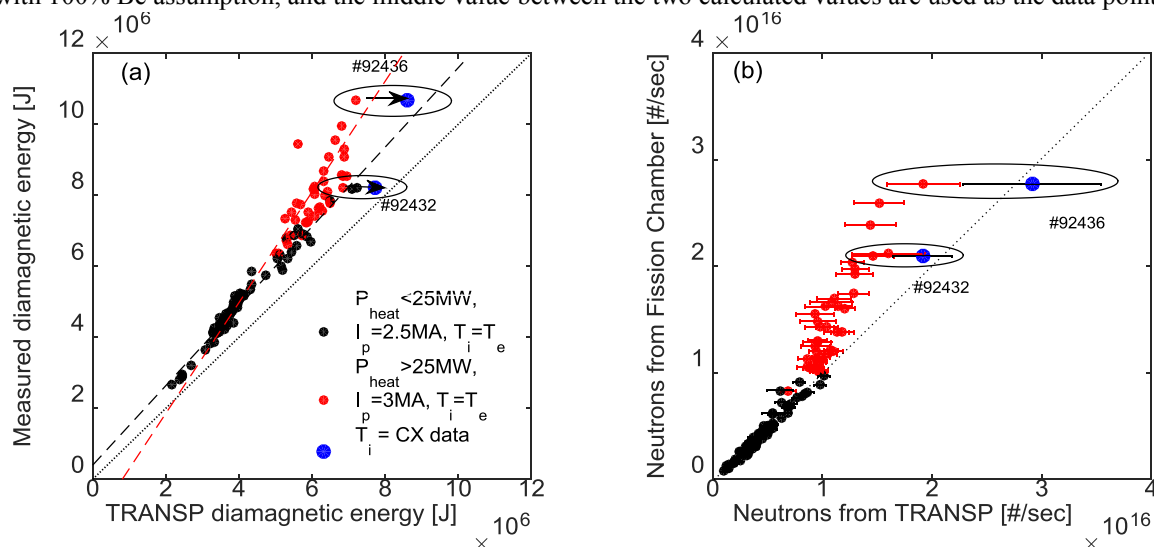 with 100% Be assumption, and the middle value between the two calculated values are used as the data poin
× 10^6
12
10
8
6
4
2
0
Measured diamagnetic energy [J]
(a)
#92436
#92432
P_heat<25MW,
I_p=2.5MA, T_i=T_e
P_heat>25MW,
I_p=3MA, T_i=T_e
T_i = CX data
0 2 4 6 8 10 12
TRANSP diamagnetic energy [J]
× 10^6
× 10^16
4
3
2
1
0
Neutrons from Fission Chamber [#/sec]
(b)
#92436
#92432
0 1 2 3 4
Neutrons from TRANSP [#/sec]
× 10^16